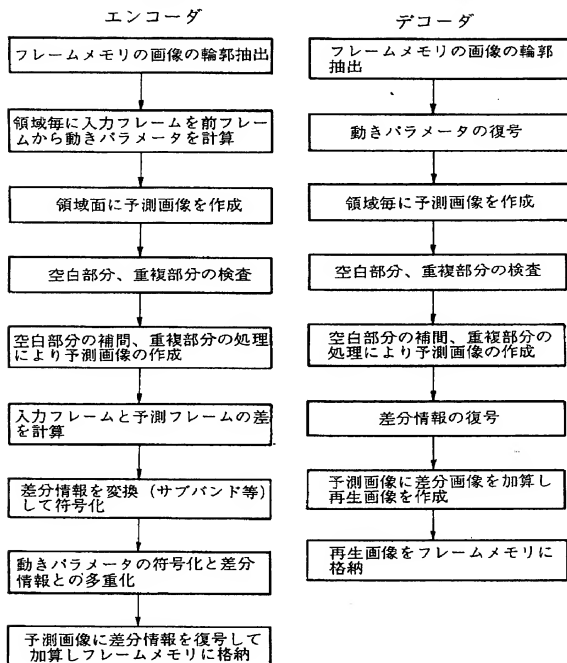 エンコーダ
フレームメモリの画像の輪郭抽出
領域毎に入力フレームを前フレー
ムから動きパラメータを計算
領域面に予測画像を作成
空白部分、重複部分の検査
空白部分の補間、重複部分の処理
により予測画像の作成
入力フレームと予測フレームの差
を計算
差分情報を変換（サブバンド等）
して符号化
動きパラメータの符号化と差分
情報との多重化
予測画像に差分情報を復号して
加算しフレームメモリに格納
デコーダ
フレームメモリの画像の輪郭
抽出
動きパラメータの復号
領域毎に予測画像を作成
空白部分、重複部分の検査
空白部分の補間、重複部分の
処理により予測画像の作成
差分情報の復号
予測画像に差分画像を加算し
再生画像を作成
再生画像をフレームメモリに
格納